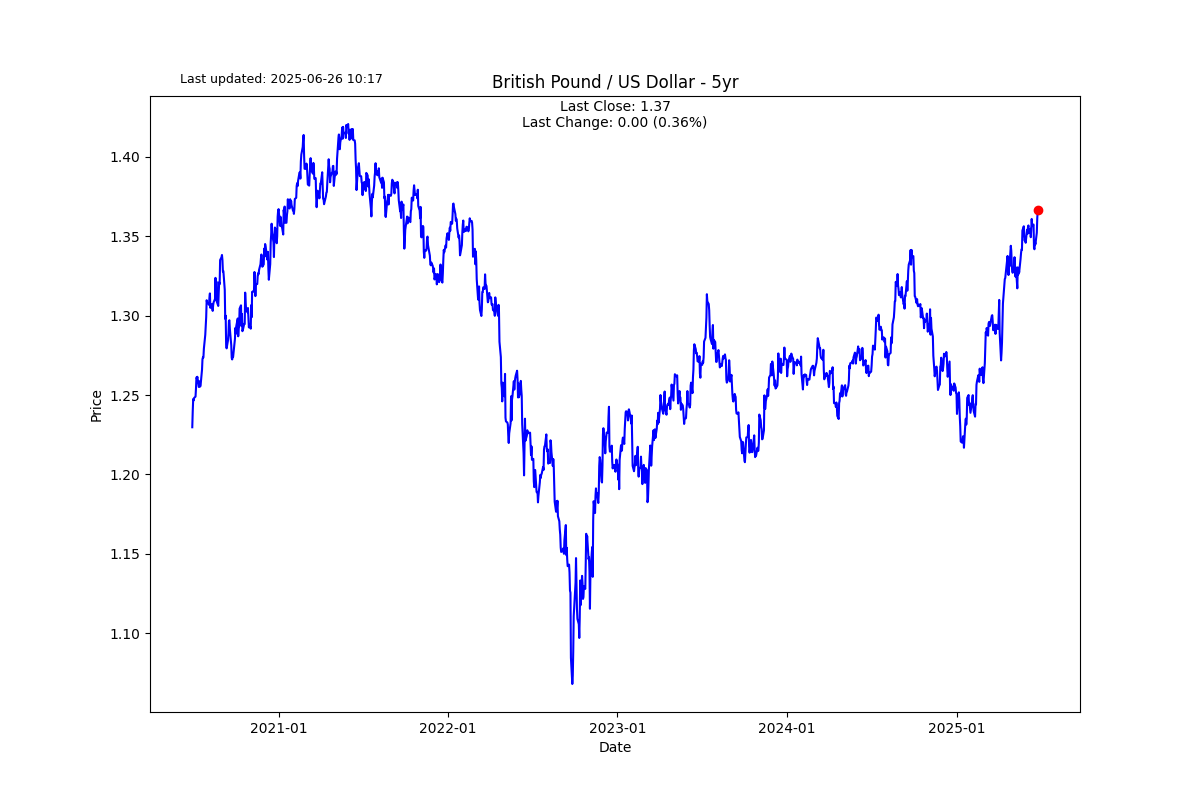 Last updated: 2025-06-26 10:17
British Pound / US Dollar - 5yr
Last Close: 1.37
Last Change: 0.00 (0.36%)
1.40
1.35
1.30
1.25
1.20
1.15
1.10
Price
2021-01
2022-01
2023-01
2024-01
2025-01
Date